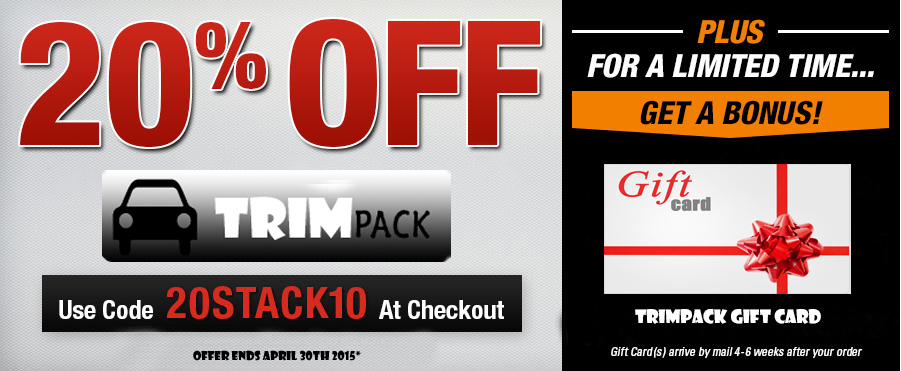 20% OFF
TRIMPACK
Use Code 20STACK10 At Checkout
OFFER ENDS APRIL 30TH 2015*
PLUS
FOR A LIMITED TIME...
GET A BONUS!
Gift
card
TRIMPACK GIFT CARD
Gift Card(s) arrive by mail 4-6 weeks after your order